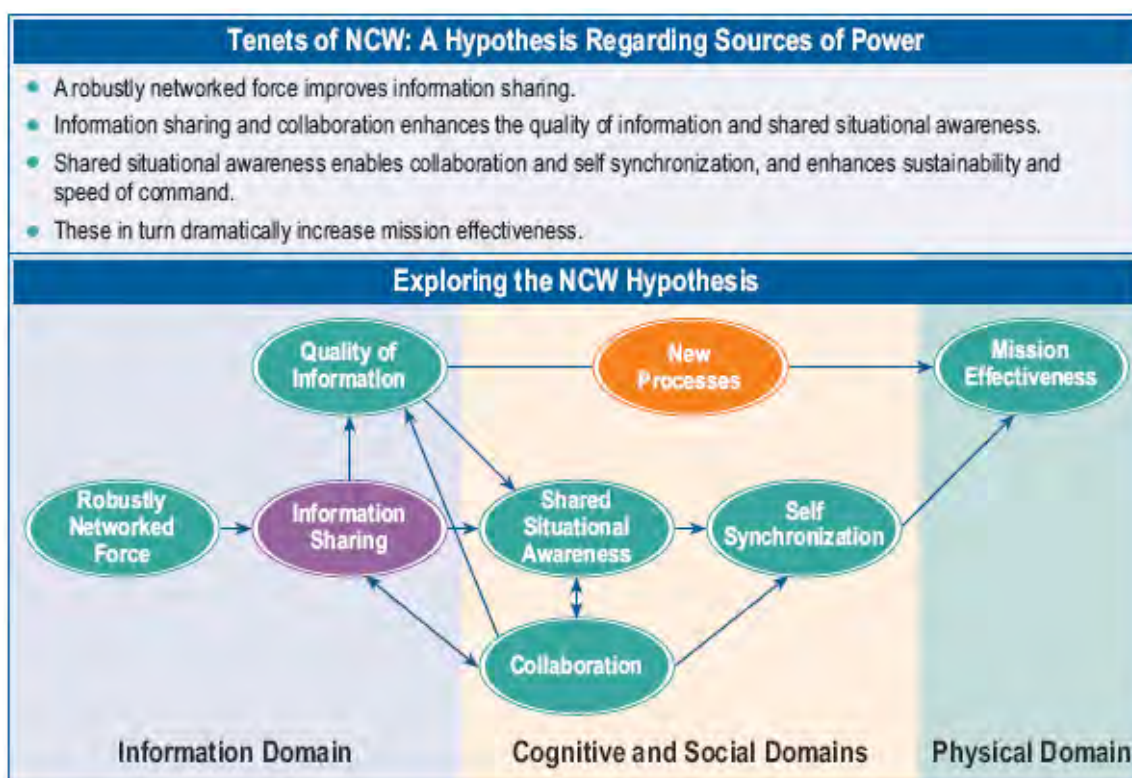 Tenets of NCW: A Hypothesis Regarding Sources of Power
A robustly networked force improves information sharing.
Information sharing and collaboration enhances the quality of information and shared situational awareness.
Shared situational awareness enables collaboration and self synchronization, and enhances sustainability and
speed of command.
These in turn dramatically increase mission effectiveness.
Exploring the NCW Hypothesis
Quality of
Information
New
Processes
Mission
Effectiveness
Robustly
Networked
Force
Information
Sharing
Shared
Situational
Awareness
Self
Synchronization
Collaboration
Information Domain
Cognitive and Social Domains
Physical Domain